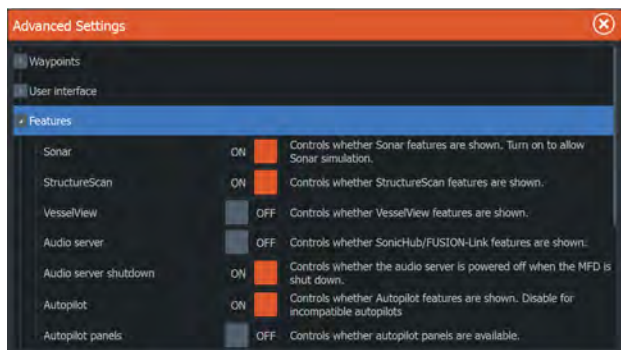 Advanced Settings
Waypoints
User interface
Features
Sonar ON Controls whether Sonar features are shown. Turn on to allow
Sonar simulation.
StructureScan ON Controls whether StructureScan features are shown.
VesselView OFF Controls whether VesselView features are shown.
Audio server OFF Controls whether SonicHub/FUSION-Link features are shown.
Audio server shutdown ON Controls whether the audio server is powered off when the MFD is
shut down.
Autopilot ON Controls whether Autopilot features are shown. Disable for
incompatible autopilots
Autopilot panels OFF Controls whether autopilot panels are available.